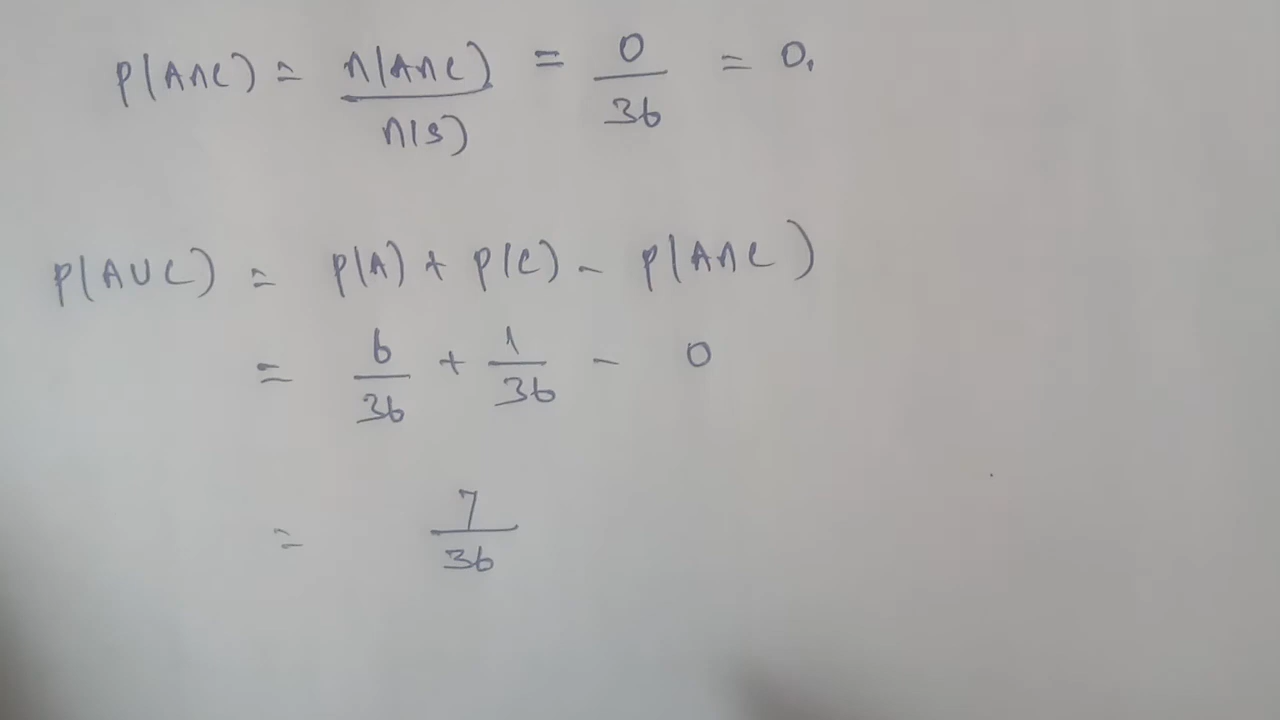 P(A∩C) = n(A∩C)/n(S) = 0/36 = 0.
P(A∪C) = P(A) + P(C) - P(A∩C)
= 6/36 + 1/36 - 0
= 7/36